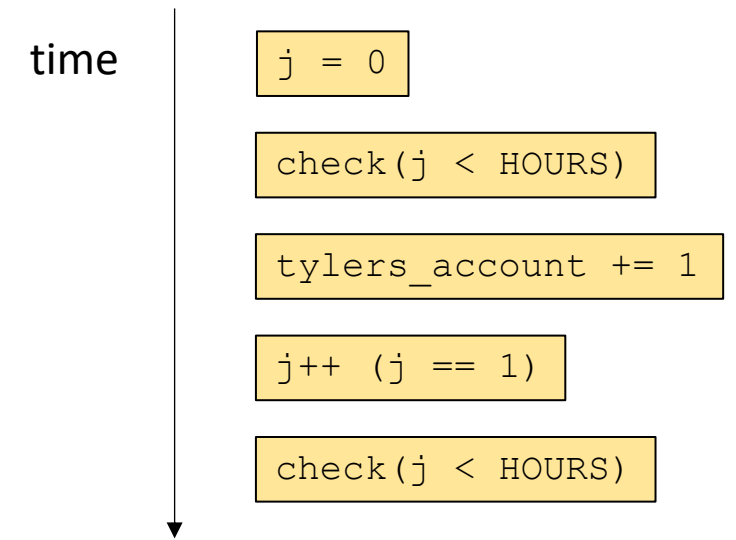 time
j = 0
check(j < HOURS)
tylers_account += 1
j++ (j == 1)
check(j < HOURS)